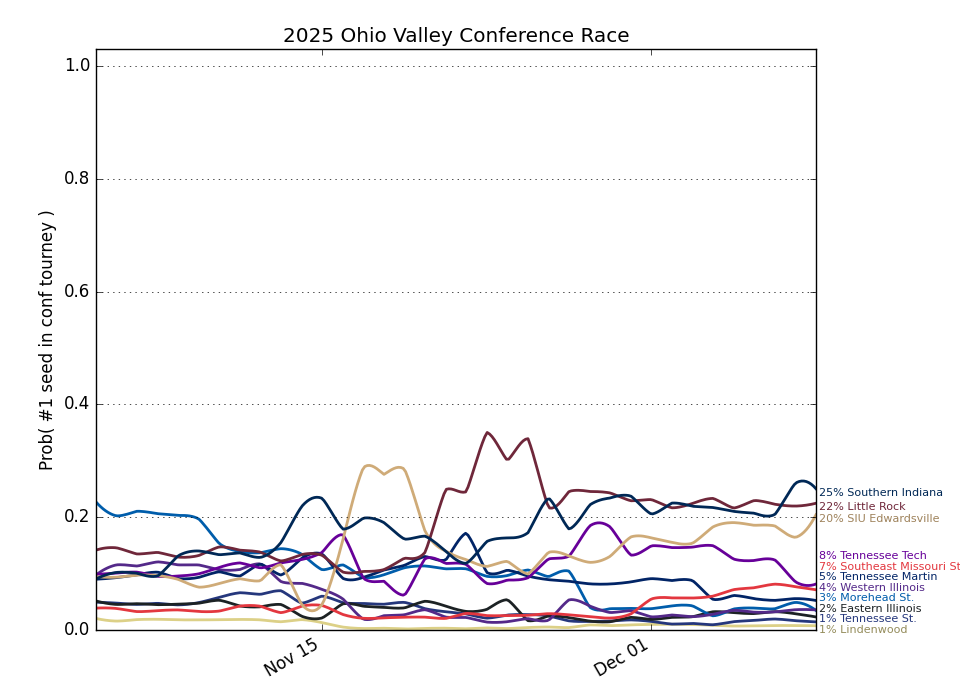 2025 Ohio Valley Conference Race
Prob( #1 seed in conf tourney )
1.0
0.8
0.6
0.4
0.2
0.0
Nov 15
Dec 01
25% Southern Indiana
22% Little Rock
20% SIU Edwardsville
8% Tennessee Tech
7% Southeast Missouri St
5% Tennessee Martin
4% Western Illinois
3% Morehead St.
2% Eastern Illinois
1% Tennessee St.
1% Lindenwood